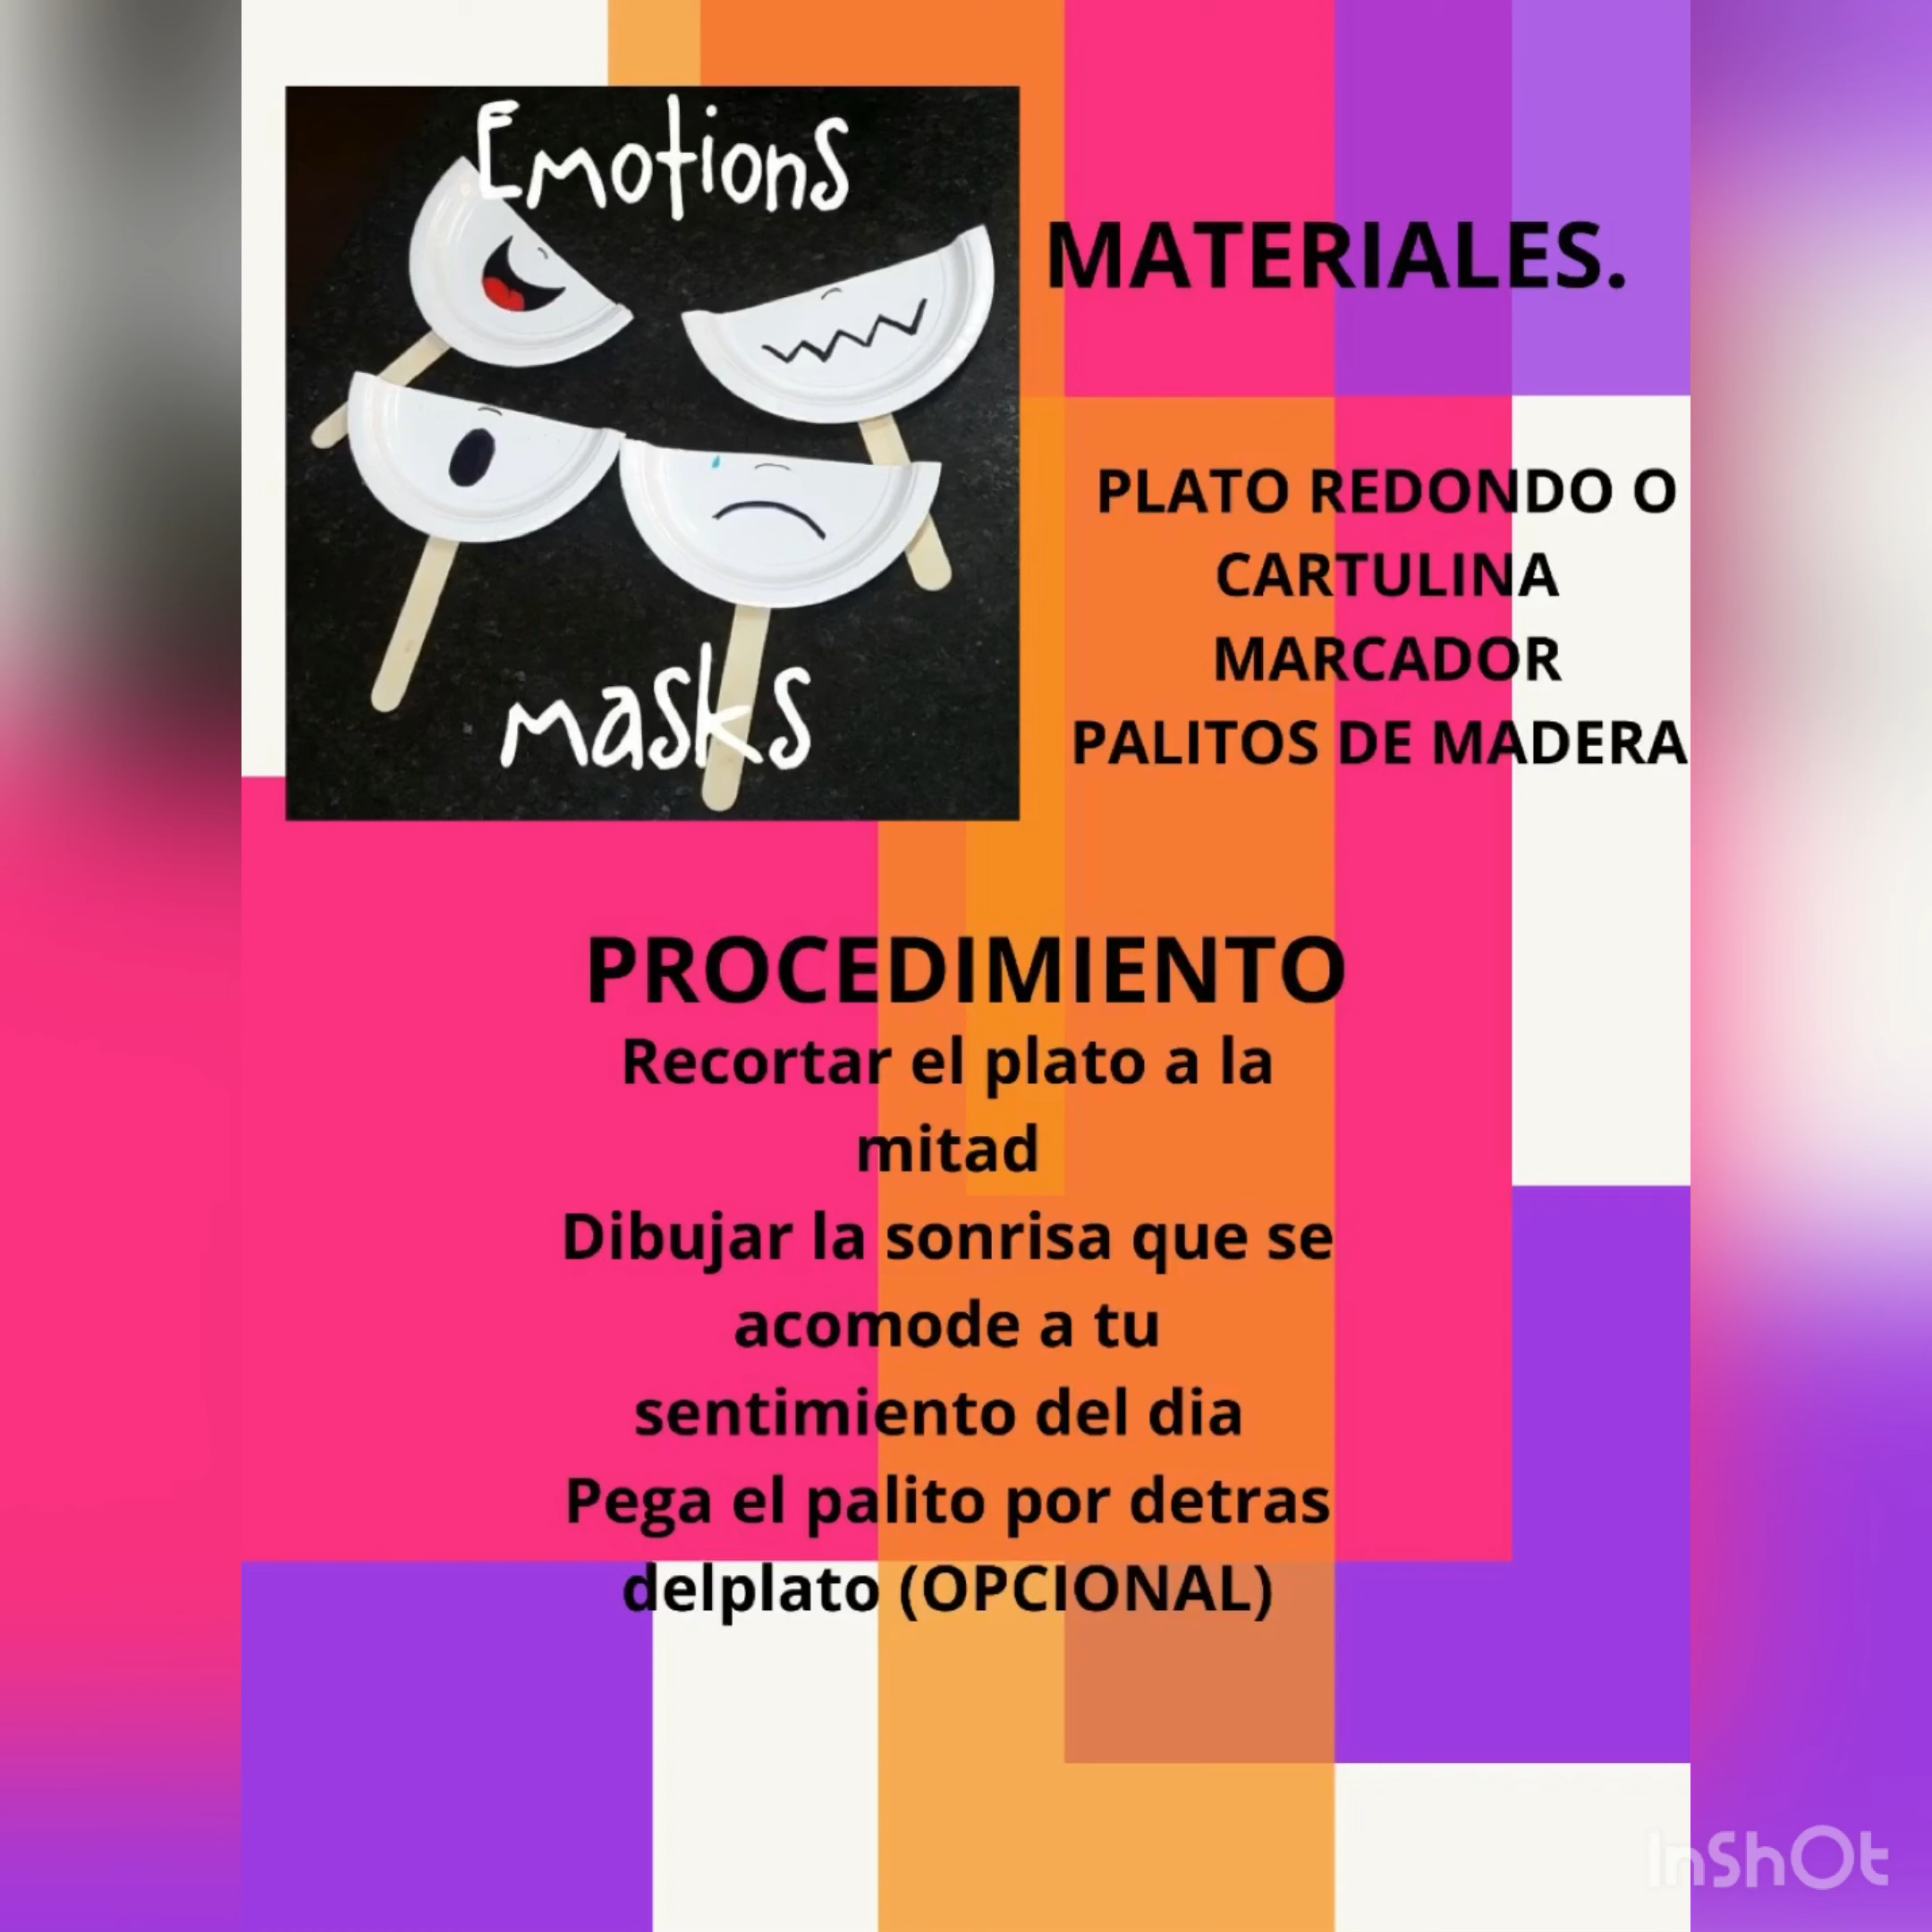 Emotions
masks
MATERIALES.
PLATO REDONDO O
CARTULINA
MARCADOR
PALITOS DE MADERA
PROCEDIMIENTO
Recortar el plato a la
mitad
Dibujar la sonrisa que se
acomode a tu
sentimiento del dia
Pega el palito por detras
delplato (OPCIONAL)
InShOt